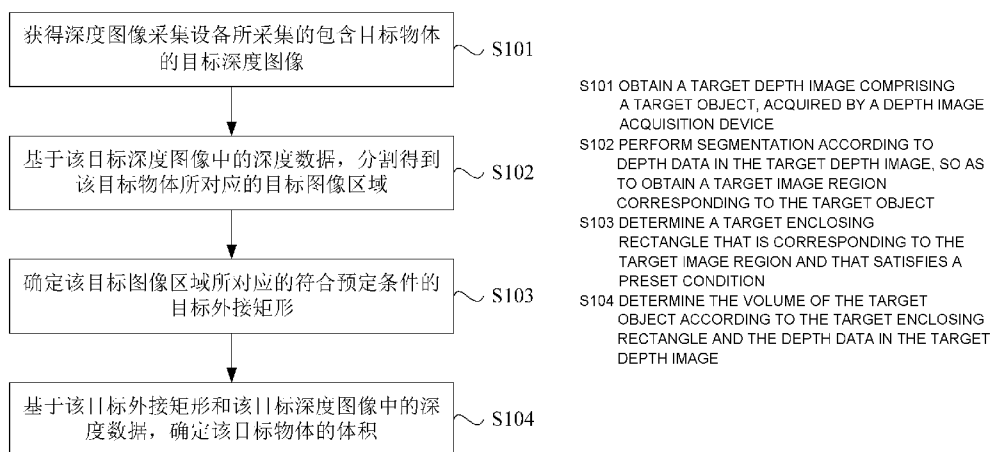 获得深度图像采集设备所采集的包含目标物体
的目标深度图像
S101
基于该目标深度图像中的深度数据，分割得到
该目标物体所对应的目标图像区域
S102
确定该目标图像区域所对应的符合预定条件的
目标外接矩形
S103
基于该目标外接矩形和该目标深度图像中的深
度数据，确定该目标物体的体积
S104
S101 OBTAIN A TARGET DEPTH IMAGE COMPRISING
A TARGET OBJECT, ACQUIRED BY A DEPTH IMAGE
ACQUISITION DEVICE
S102 PERFORM SEGMENTATION ACCORDING TO
DEPTH DATA IN THE TARGET DEPTH IMAGE, SO AS
TO OBTAIN A TARGET IMAGE REGION
CORRESPONDING TO THE TARGET OBJECT
S103 DETERMINE A TARGET ENCLOSING
RECTANGLE THAT IS CORRESPONDING TO THE
TARGET IMAGE REGION AND THAT SATISFIES A
PRESET CONDITION
S104 DETERMINE THE VOLUME OF THE TARGET
OBJECT ACCORDING TO THE TARGET ENCLOSING
RECTANGLE AND THE DEPTH DATA IN THE TARGET
DEPTH IMAGE